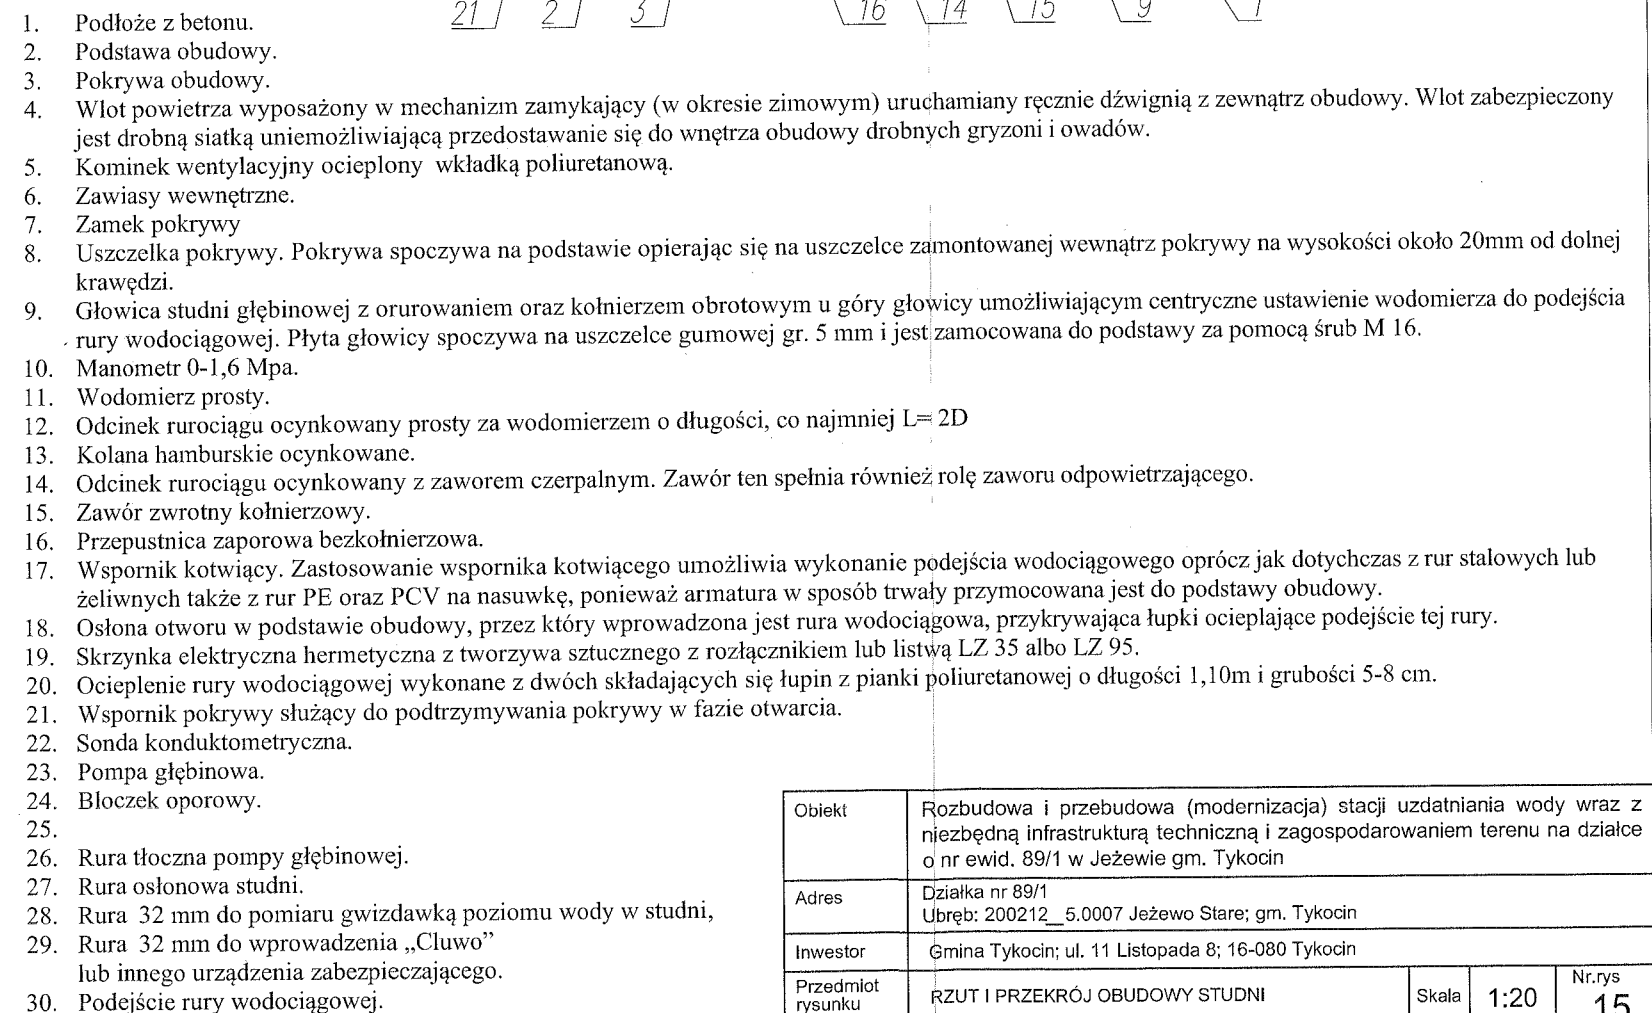 21 2 3 16 14 15 9 1
1. Podłoże z betonu.
2. Podstawa obudowy.
3. Pokrywa obudowy.
4. Wlot powietrza wyposażony w mechanizm zamykający (w okresie zimowym) uruchamiany ręcznie dźwignią z zewnątrz obudowy. Wlot zabezpieczony
jest drobną siatką uniemożliwiającą przedostawanie się do wnętrza obudowy drobnych gryzoni i owadów.
5. Kominek wentylacyjny ocieplony wkładką poliuretanową.
6. Zawiasy wewnętrzne.
7. Zamek pokrywy
8. Uszczelka pokrywy. Pokrywa spoczywa na podstawie opierając się na uszczelce zamontowanej wewnątrz pokrywy na wysokości około 20mm od dolnej
krawędzi.
9. Głowica studni głębinowej z orurowaniem oraz kołnierzem obrotowym u góry głowicy umożliwiającym centryczne ustawienie wodomierza do podejścia
rury wodociągowej. Płyta głowicy spoczywa na uszczelce gumowej gr. 5 mm i jest zamocowana do podstawy za pomocą śrub M 16.
10. Manometr 0-1,6 Mpa.
11. Wodomierz prosty.
12. Odcinek rurociągu ocynkowany prosty za wodomierzem o długości, co najmniej L= 2D
13. Kolana hamburskie ocynkowane.
14. Odcinek rurociągu ocynkowany z zaworem czerpalnym. Zawór ten spełnia również rolę zaworu odpowietrzającego.
15. Zawór zwrotny kołnierzowy.
16. Przepustnica zaporowa bezkołnierzowa.
17. Wspornik kotwiący. Zastosowanie wspornika kotwiącego umożliwia wykonanie podejścia wodociągowego oprócz jak dotychczas z rur stalowych lub
żeliwnych także z rur PE oraz PCV na nasuwkę, ponieważ armatura w sposób trwały przymocowana jest do podstawy obudowy.
18. Osłona otworu w podstawie obudowy, przez który wprowadzona jest rura wodociągowa, przykrywająca łupki ocieplające podejście tej rury.
19. Skrzynka elektryczna hermetyczna z tworzywa sztucznego z rozłącznikiem lub listwą LZ 35 albo LZ 95.
20. Ocieplenie rury wodociągowej wykonane z dwóch składających się łupin z pianki poliuretanowej o długości 1,10m i grubości 5-8 cm.
21. Wspornik pokrywy służący do podtrzymywania pokrywy w fazie otwarcia.
22. Sonda konduktometryczna.
23. Pompa głębinowa.
24. Bloczek oporowy.
25.
26. Rura tłoczna pompy głębinowej.
27. Rura osłonowa studni.
28. Rura 32 mm do pomiaru gwizdawką poziomu wody w studni,
29. Rura 32 mm do wprowadzenia „Cluwo”
lub innego urządzenia zabezpieczającego.
30. Podejście rury wodociągowej.
Obiekt Rozbudowa i przebudowa (modernizacja) stacji uzdatniania wody wraz z
niezbędną infrastrukturą techniczną i zagospodarowaniem terenu na działce
o nr ewid. 89/1 w Jeżewie gm. Tykocin
Adres Działka nr 89/1
Ubręb: 200212_5.0007 Jeżewo Stare; gm. Tykocin
Inwestor Gmina Tykocin; ul. 11 Listopada 8; 16-080 Tykocin
Przedmiot
rysunku RZUT I PRZEKRÓJ OBUDOWY STUDNI Skala 1:20 Nr.rys
15